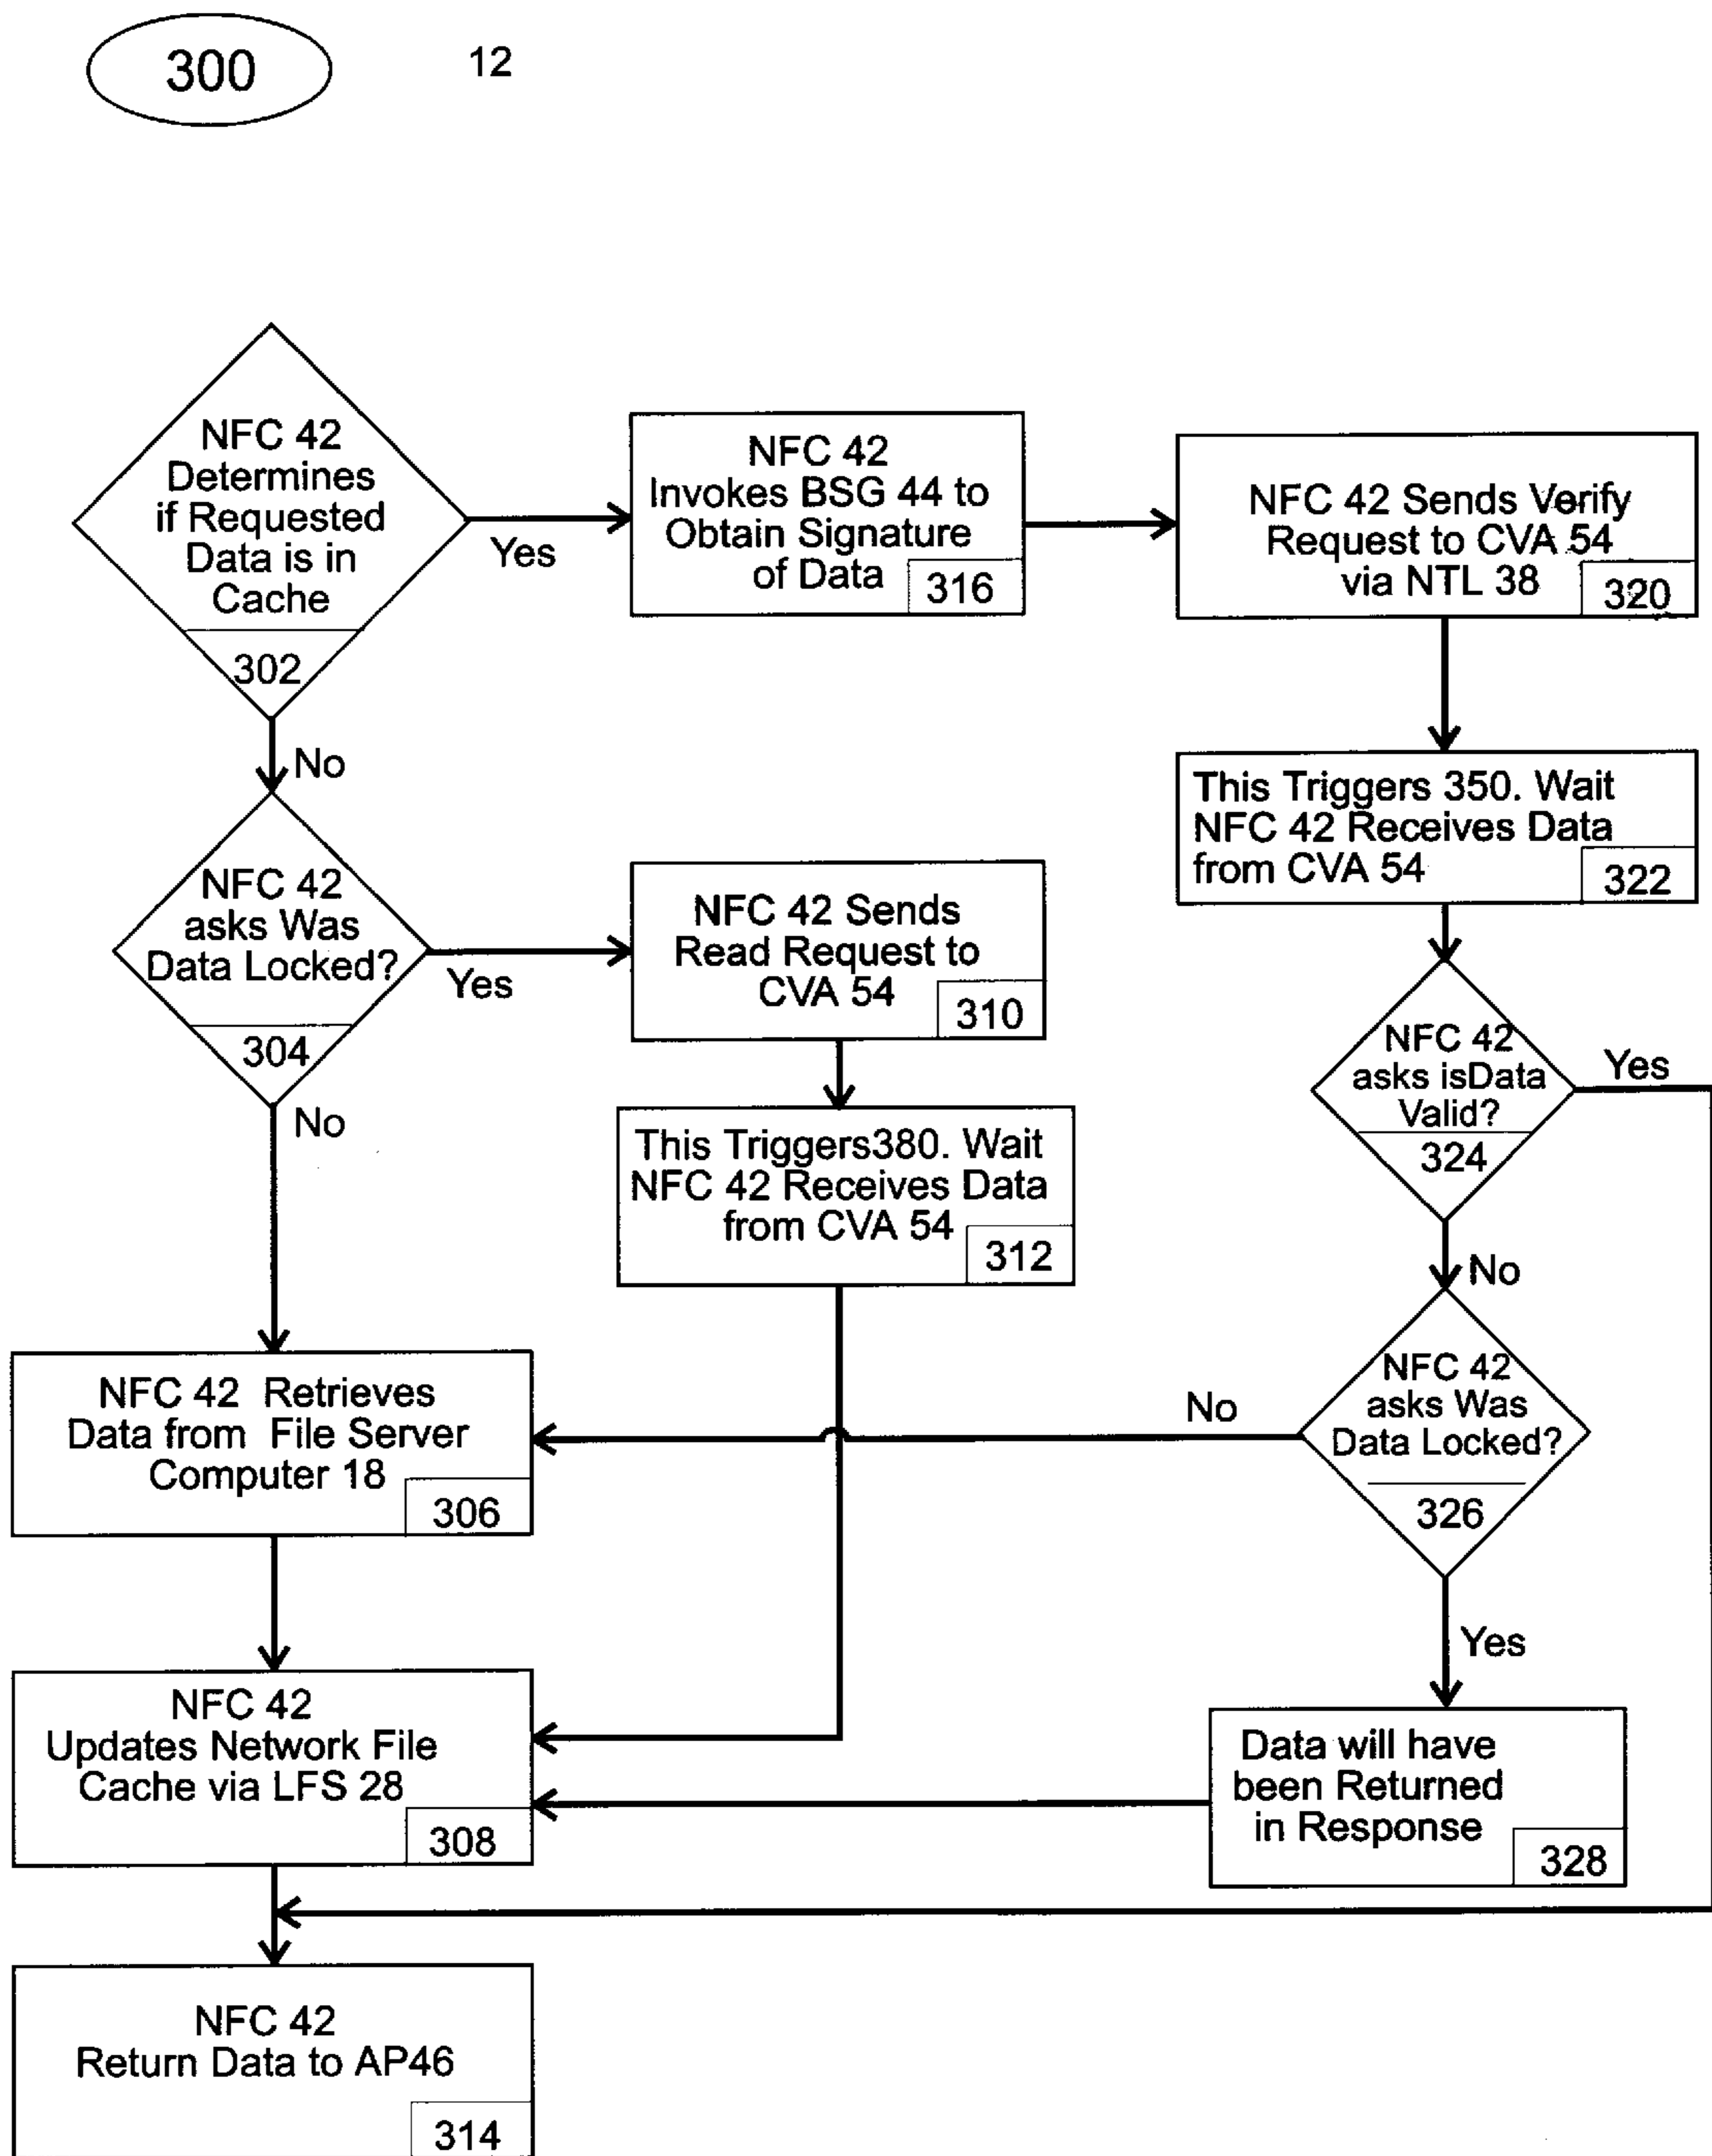 300
12
NFC 42
Determines
if Requested
Data is in
Cache
302
Yes
No
NFC 42
Invokes BSG 44 to
Obtain Signature
of Data
316
NFC 42 Sends Verify
Request to CVA 54
via NTL 38
320
This Triggers 350. Wait
NFC 42 Receives Data
from CVA 54
322
NFC 42
asks Was
Data Locked?
304
Yes
No
NFC 42 Sends
Read Request to
CVA 54
310
This Triggers380. Wait
NFC 42 Receives Data
from CVA 54
312
NFC 42
asks isData
Valid?
324
Yes
No
NFC 42
asks Was
Data Locked?
326
No
Yes
NFC 42 Retrieves
Data from File Server
Computer 18
306
NFC 42
Updates Network File
Cache via LFS 28
308
Data will have
been Returned
in Response
328
NFC 42
Return Data to AP46
314